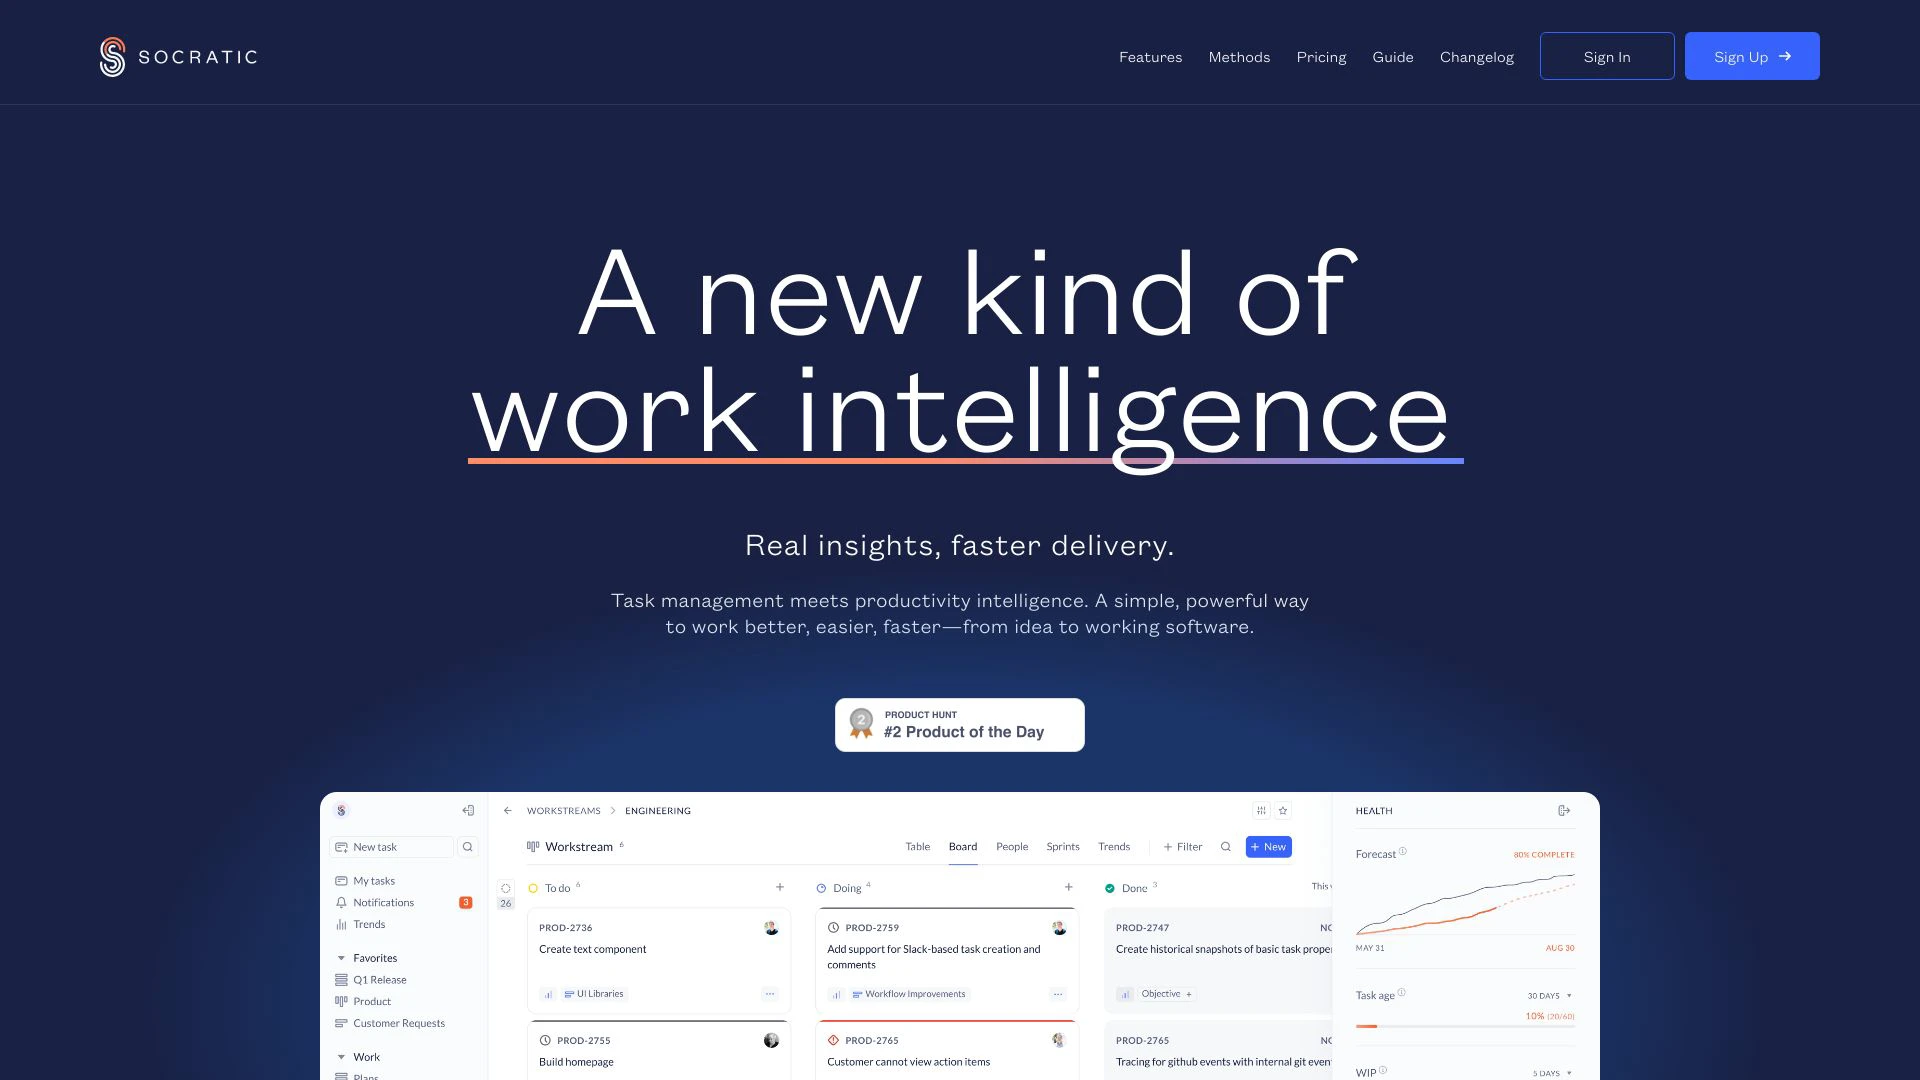 SOCRATIC
Features
Methods
Pricing
Guide
Changelog
Sign In
Sign Up
A new kind of
work intelligence
Real insights, faster delivery.
Task management meets productivity intelligence. A simple, powerful way
to work better, easier, faster—from idea to working software.
2
PRODUCT HUNT
#2 Product of the Day
New task
My tasks
Notifications 3
Trends
Favorites
Q1 Release
Product
Customer Requests
Work
Plans
WORKSTREAMS > ENGINEERING
Workstream 6
Table
Board
People
Sprints
Trends
+ Filter
+ New
26
To do 6 +
PROD-2736
Create text component
UI Libraries
...
PROD-2755
Build homepage
Doing 4 +
PROD-2759
Add support for Slack-based task creation and
comments
Workflow Improvements
...
PROD-2765
Customer cannot view action items
Done 3
This
PROD-2747
Create historical snapshots of basic task
Objective +
PROD-2765
Tracing for github events with internal git
HEALTH
Forecast
80% COMPLETE
MAY 31
AUG 30
Task age
30 DAYS
10% (20/60)
WIP
5 DAYS